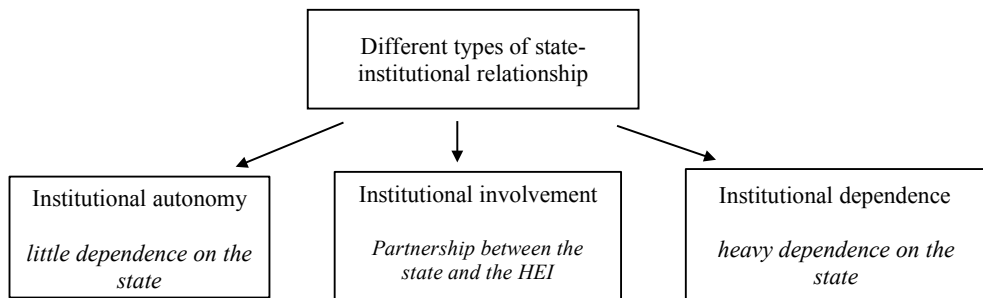 Different types of state-
institutional relationship
Institutional autonomy
little dependence on the
state
Institutional involvement
Partnership between the
state and the HEI
Institutional dependence
heavy dependence on the
state